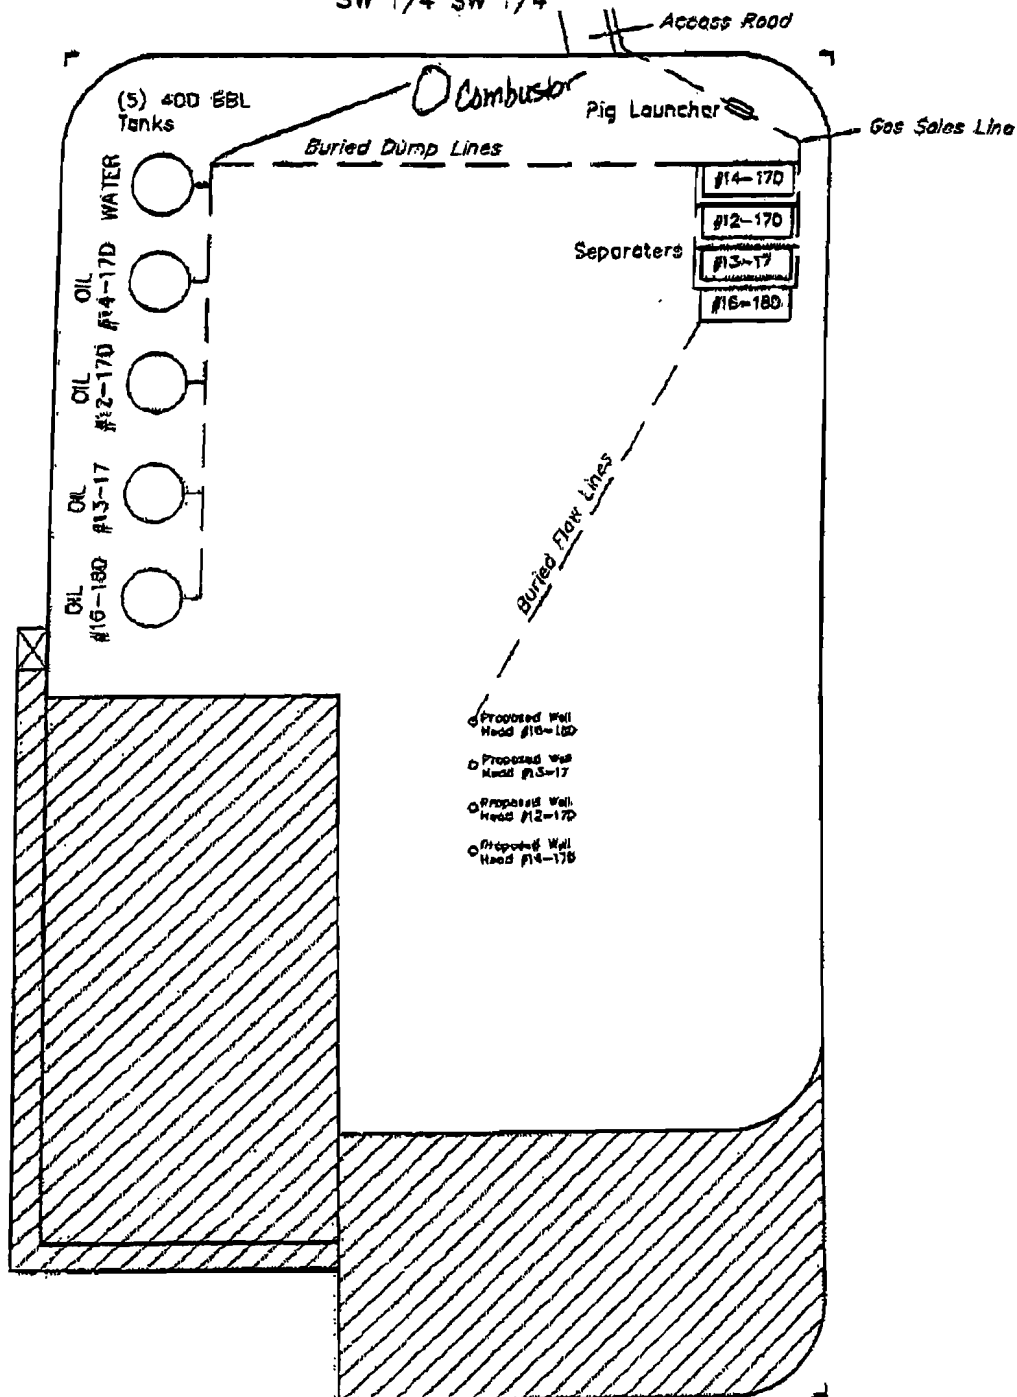 SW 1/4 SW 1/4
Access Road
(5) 400 BBL
Tanks
Combustor
Pig Launcher
Gas Sales Line
Buried Dump Lines
WATER
#14-17D
#12-17D
Separaters
#13-17
#16-18D
OIL
#14-17D
OIL
#12-17D
OIL
#13-17
OIL
#16-18D
Buried Flow Lines
Proposed Well
Head #16-18D
Proposed Well
Head #13-17
Proposed Well
Head #12-17D
Proposed Well
Head #14-17D